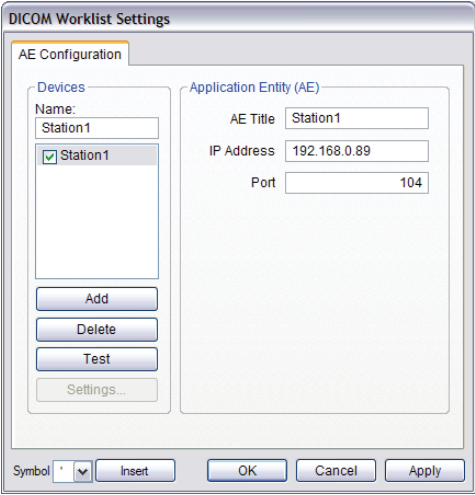 DICOM Worklist Settings
AE Configuration
Devices
Name:
Station1
Station1
Add
Delete
Test
Settings...
Application Entity (AE)
AE Title Station1
IP Address 192.168.0.89
Port 104
Symbol ' Insert OK Cancel Apply